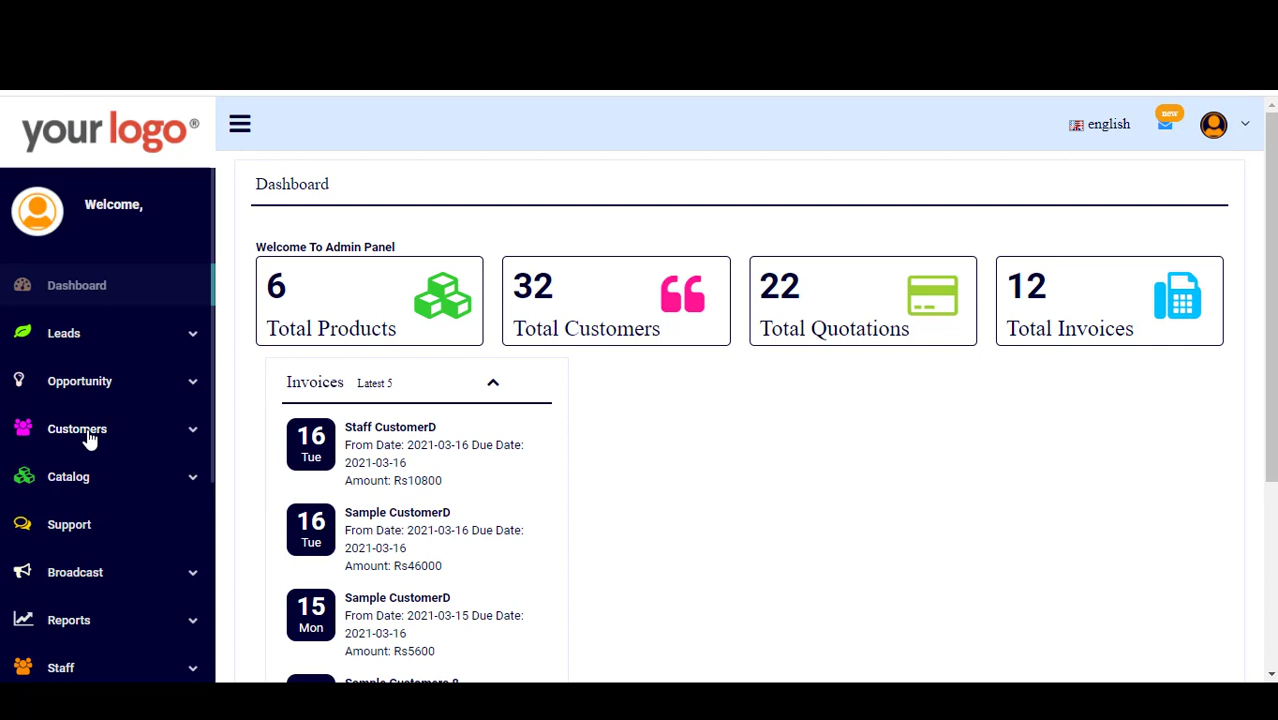 your logo®
english
new
Welcome,
Dashboard
Leads
Opportunity
Customers
Catalog
Support
Broadcast
Reports
Staff
Dashboard
Welcome To Admin Panel
6
Total Products
32
Total Customers
22
Total Quotations
12
Total Invoices
Invoices Latest 5
16
Tue
Staff CustomerD
From Date: 2021-03-16 Due Date:
2021-03-16
Amount: Rs10800
16
Tue
Sample CustomerD
From Date: 2021-03-16 Due Date:
2021-03-16
Amount: Rs46000
15
Mon
Sample CustomerD
From Date: 2021-03-15 Due Date:
2021-03-16
Amount: Rs5600
Sample Customers